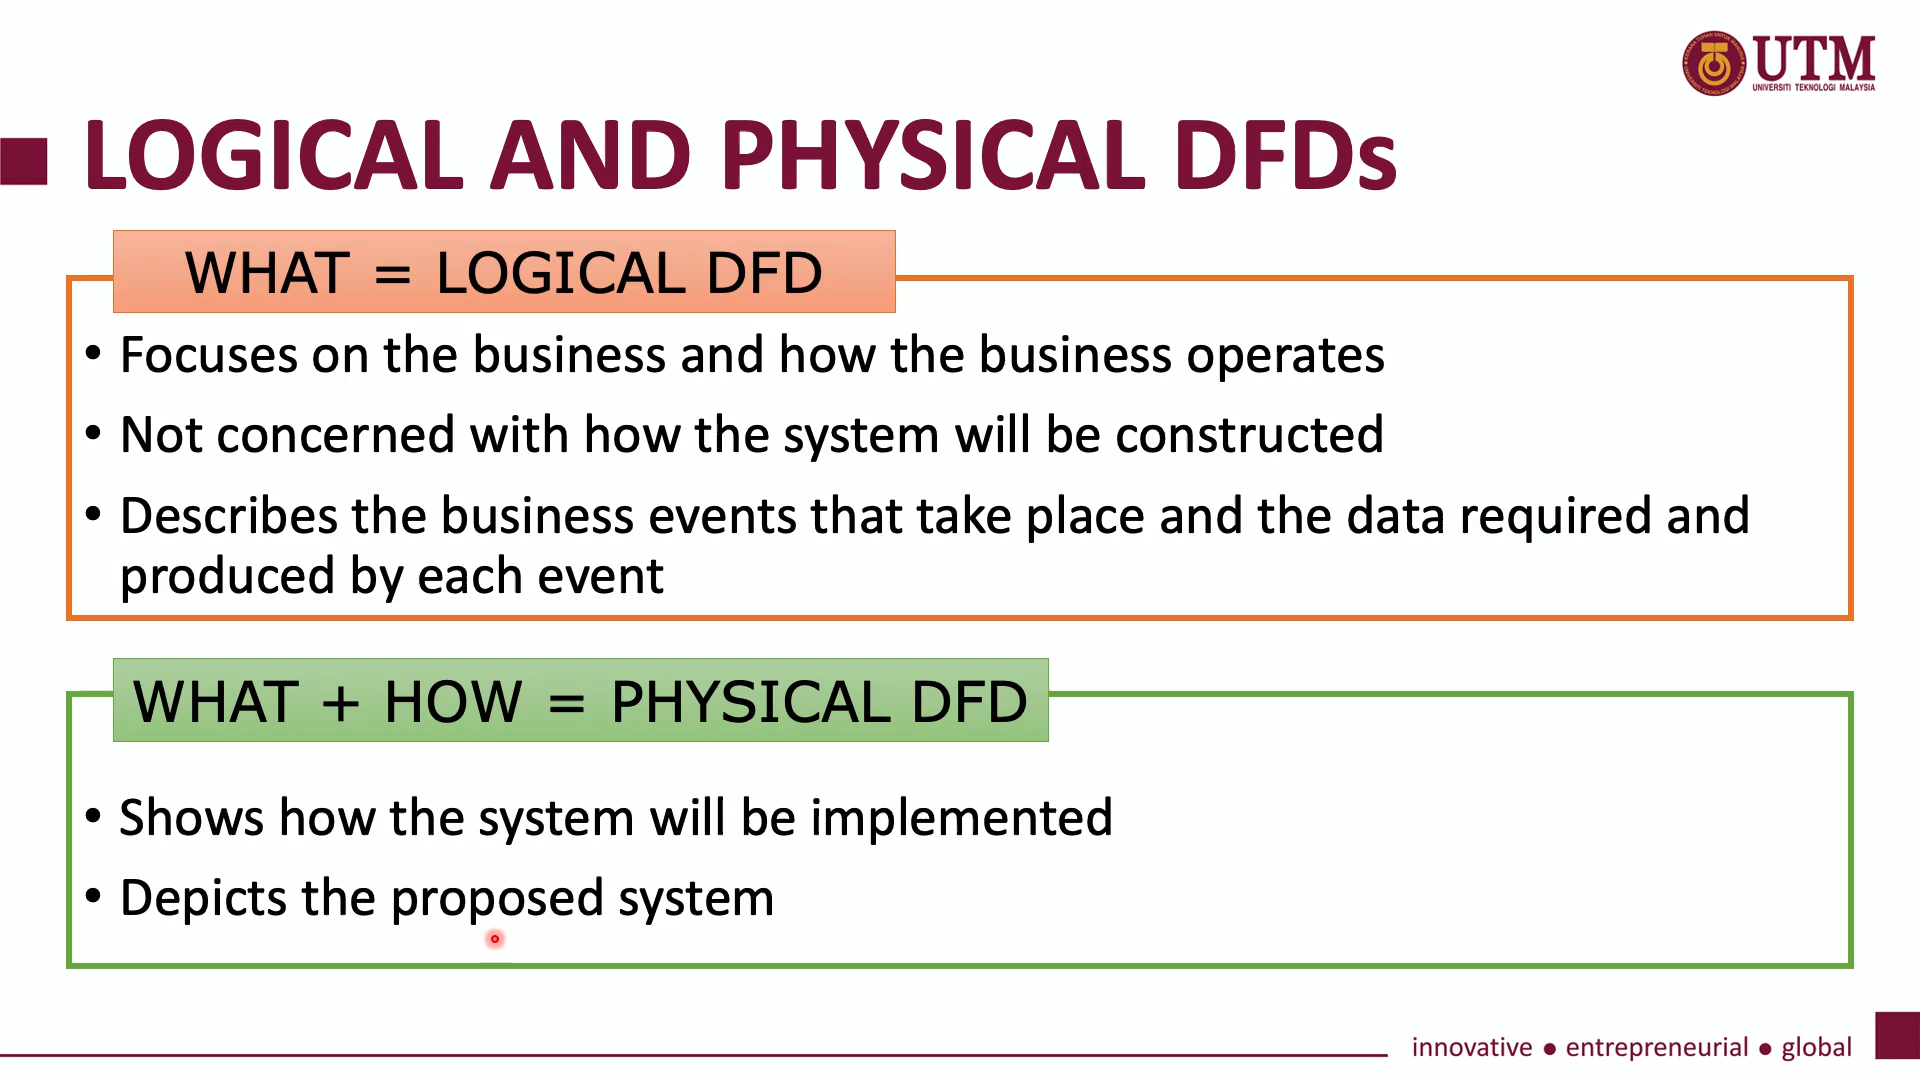 UTM
UNIVERSITI TEKNOLOGI MALAYSIA
LOGICAL AND PHYSICAL DFDs
WHAT = LOGICAL DFD
• Focuses on the business and how the business operates
• Not concerned with how the system will be constructed
• Describes the business events that take place and the data required and
produced by each event
WHAT + HOW = PHYSICAL DFD
• Shows how the system will be implemented
• Depicts the proposed system
innovative ● entrepreneurial ● global